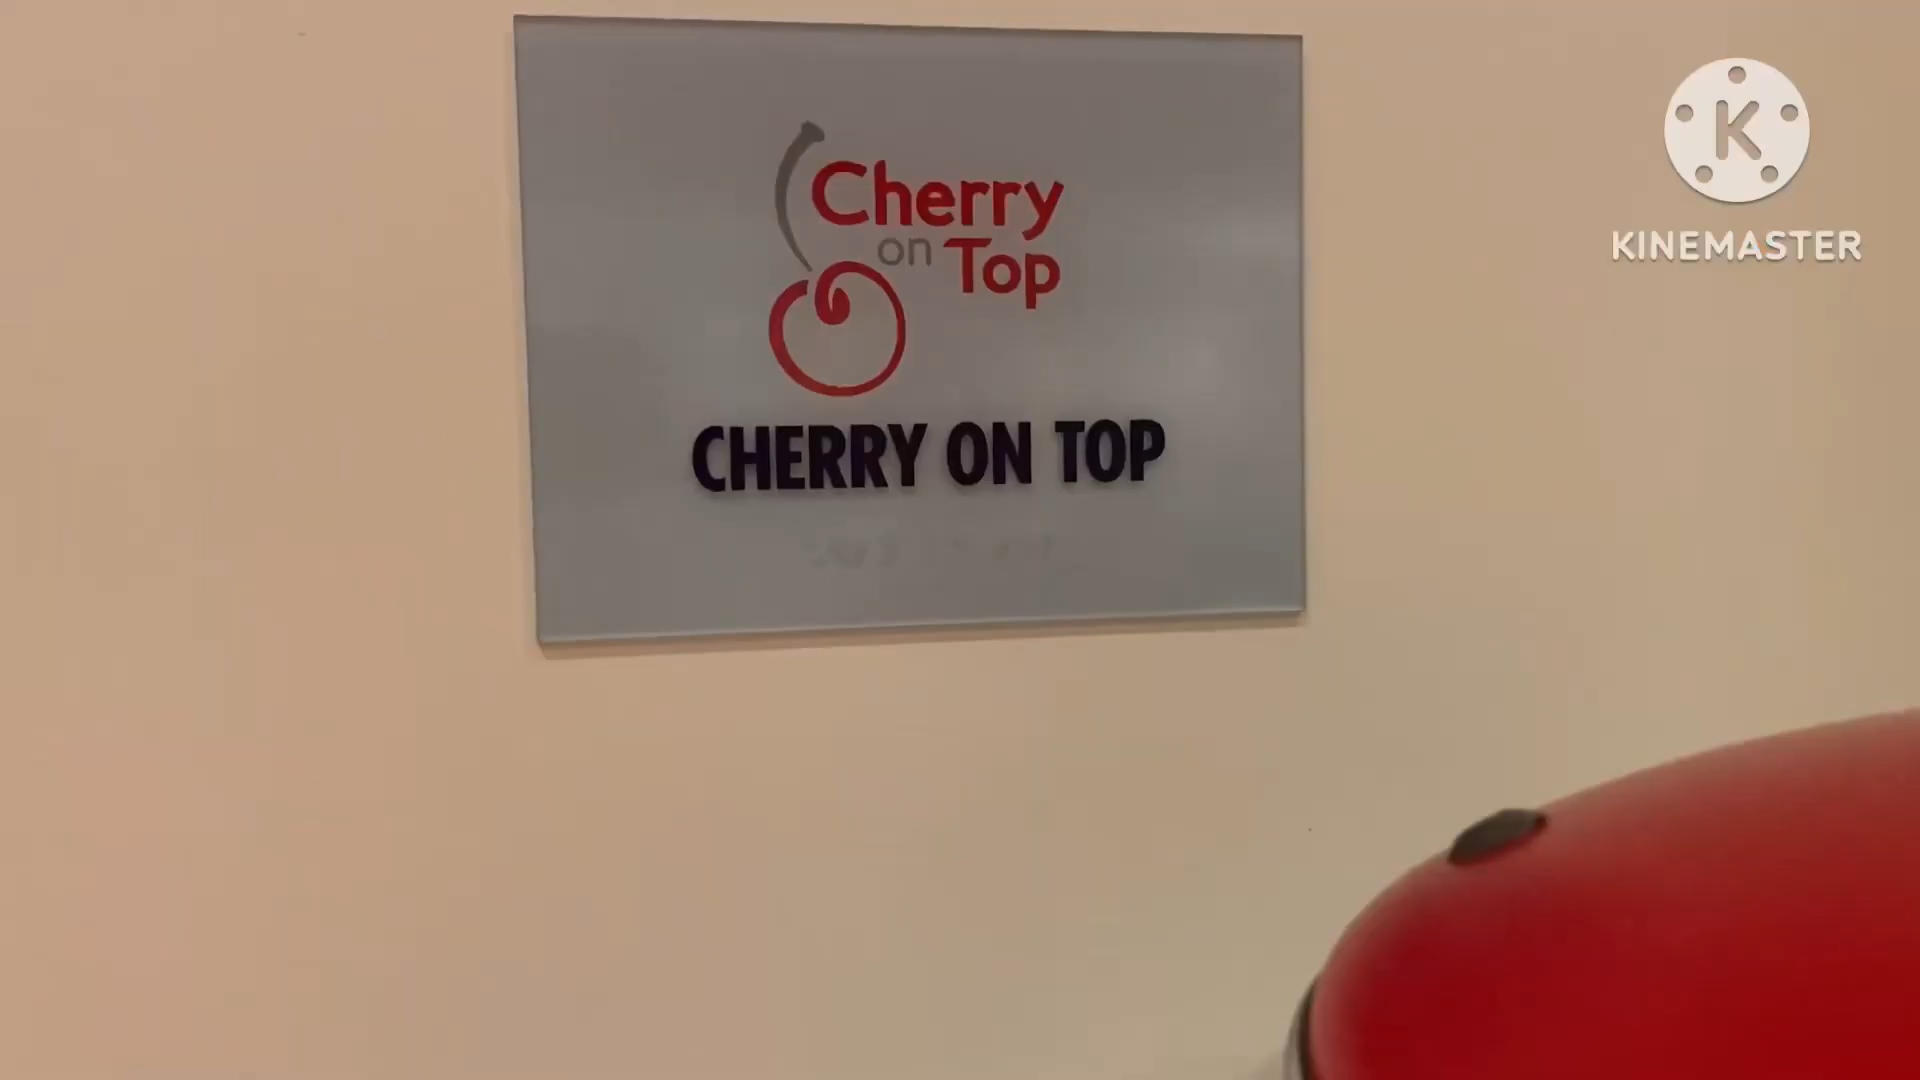 Cherry
on Top
CHERRY ON TOP
K
KINEMASTER